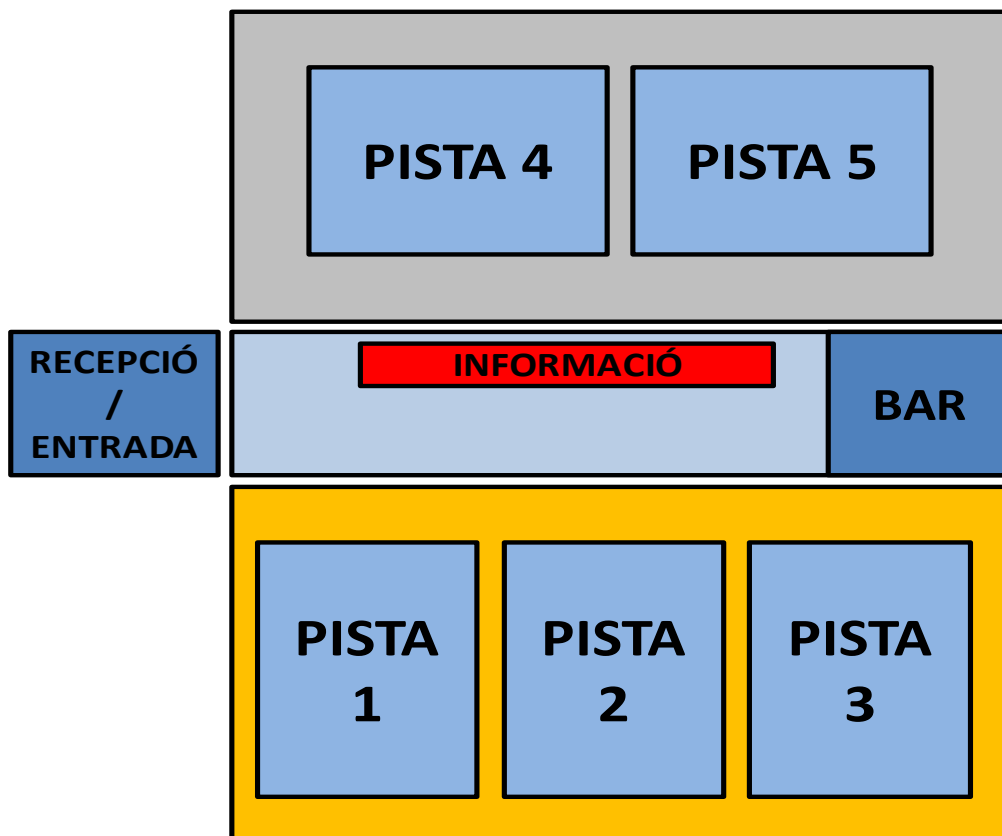 PISTA 4
PISTA 5
RECEPCIÓ
/
ENTRADA
INFORMACIÓ
BAR
PISTA
1
PISTA
2
PISTA
3